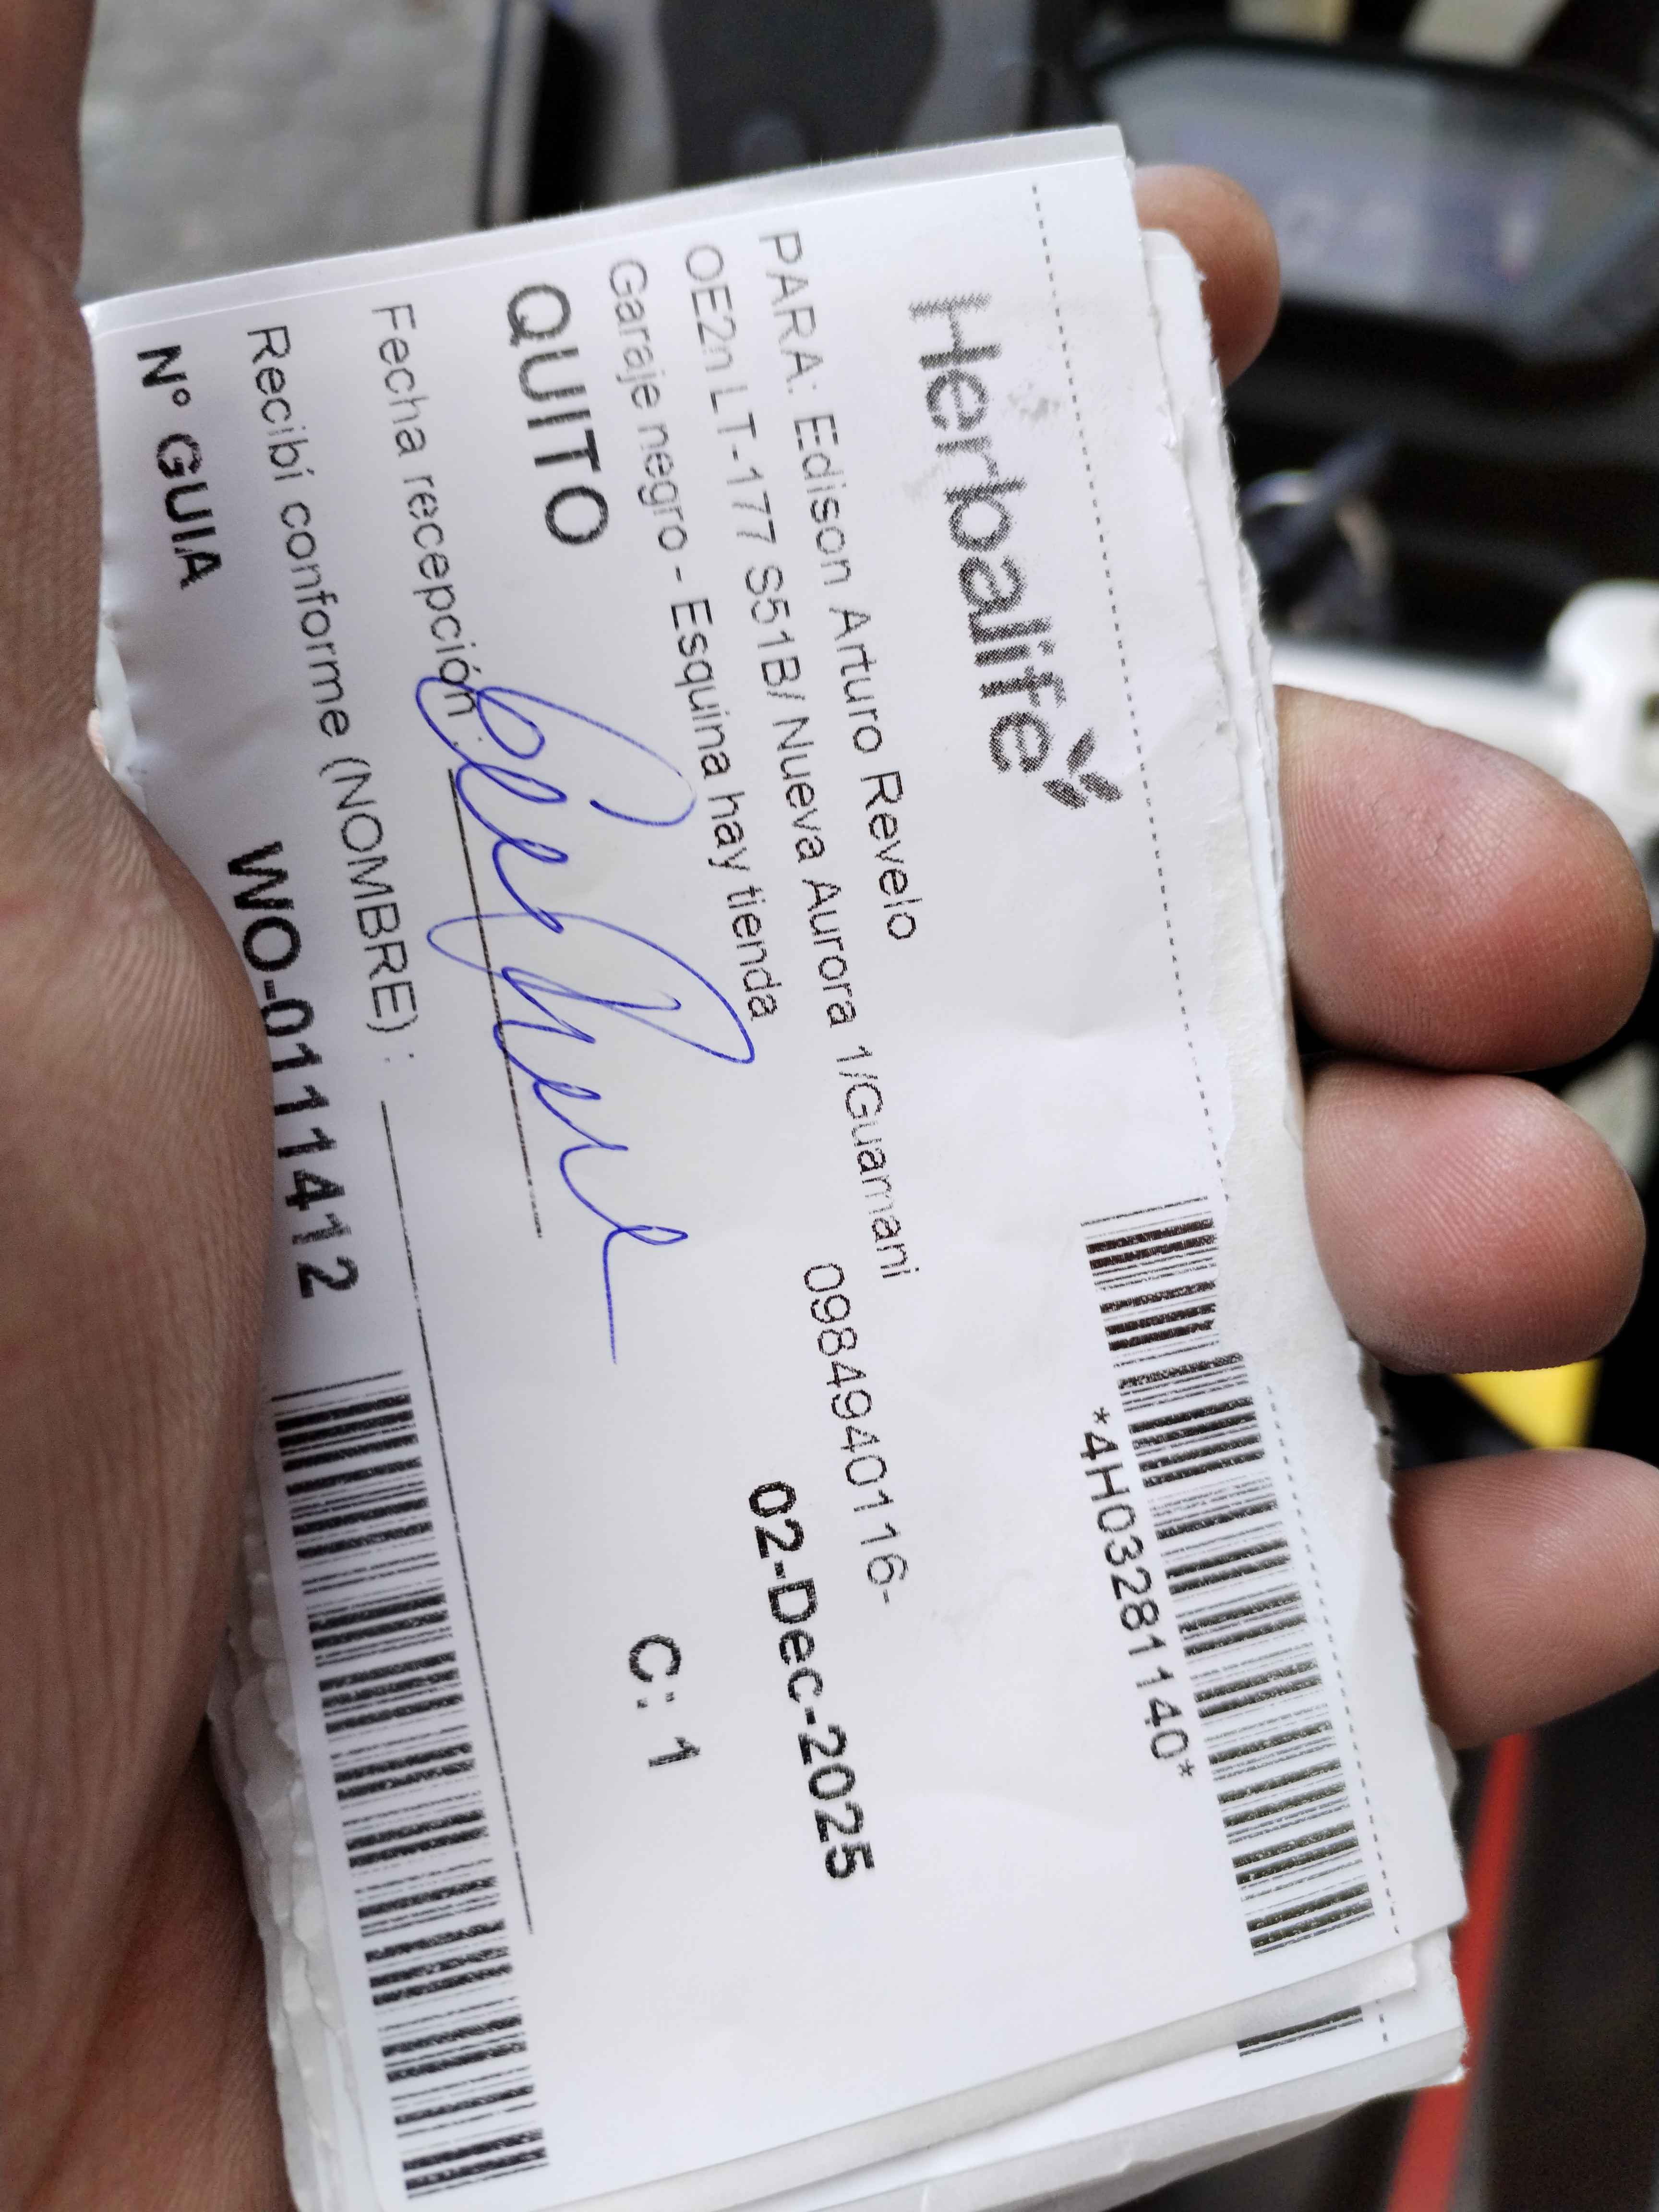 Herbalife
*4H03281140*
PARA: Edison Arturo Revelo
OE2n LT-177 S51B/ Nueva Aurora 1/Guamani
0984940116-
Garaje negro - Esquina hay tienda
02-Dec-2025
QUITO
C: 1
Fecha recepción :
Recibí conforme (NOMBRE) :
N° GUIA
WO-0111412